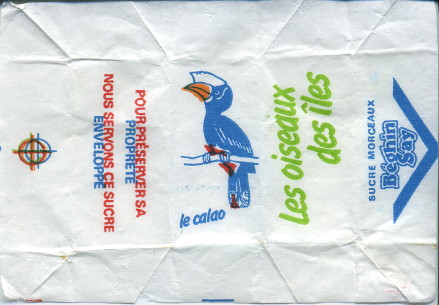 POUR PRÉSERVER SA
PROPRETÉ
NOUS SERVONS CE SUCRE
ENVELOPPÉ
le calao
Les oiseaux
des îles
SUCRE MORCEAUX
Béghin
Say